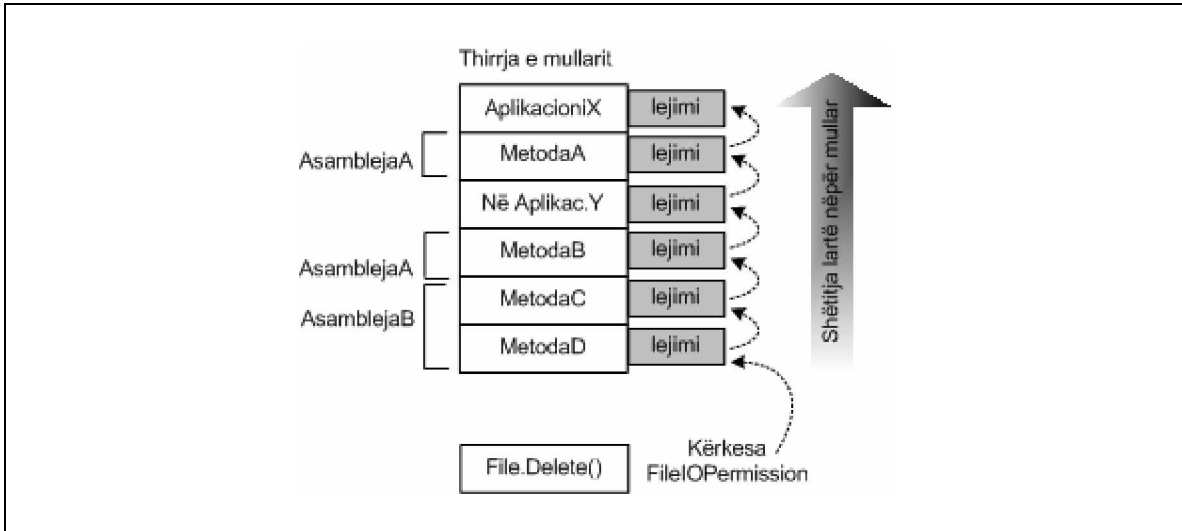 Thirrja e mullarit
AplikacioniX lejimi
AsamblejaA
MetodaA lejimi
Në Aplikac.Y lejimi
AsamblejaA
MetodaB lejimi
AsamblejaB
MetodaC lejimi
MetodaD lejimi
File.Delete()
Kërkesa
FileIOPermission
Shëtitja lartë nëpër mullar